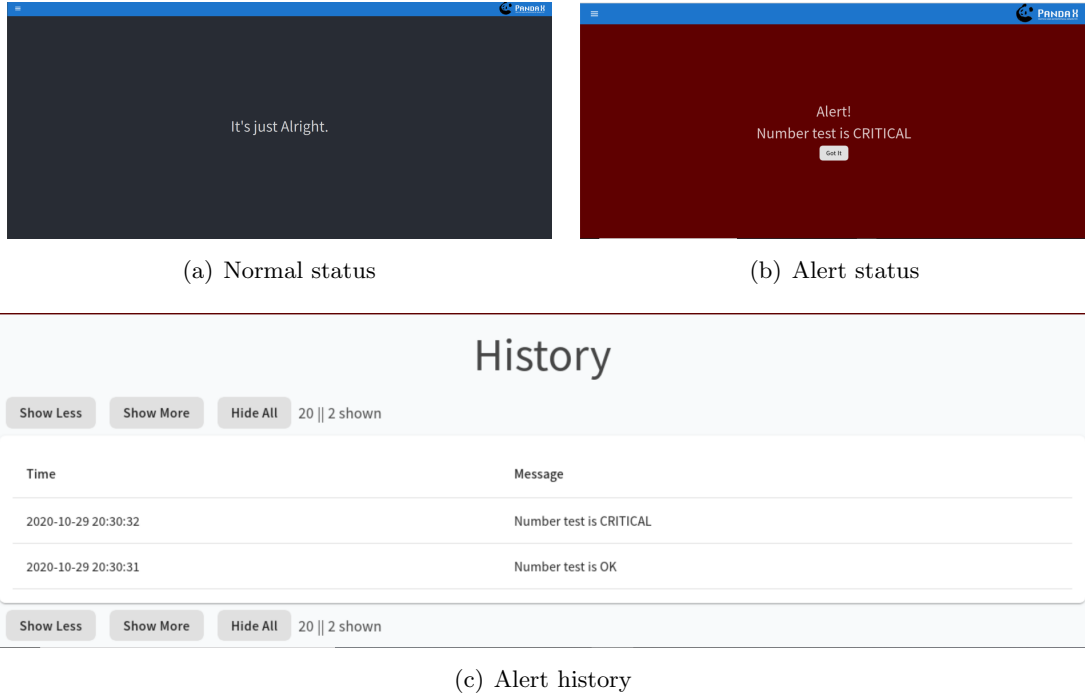 PANDAX
PANDAX
It's just Alright.
Alert!
Number test is CRITICAL
Got It
(a) Normal status
(b) Alert status
History
Show Less Show More Hide All 20 || 2 shown
Time Message
2020-10-29 20:30:32 Number test is CRITICAL
2020-10-29 20:30:31 Number test is OK
Show Less Show More Hide All 20 || 2 shown
(c) Alert history